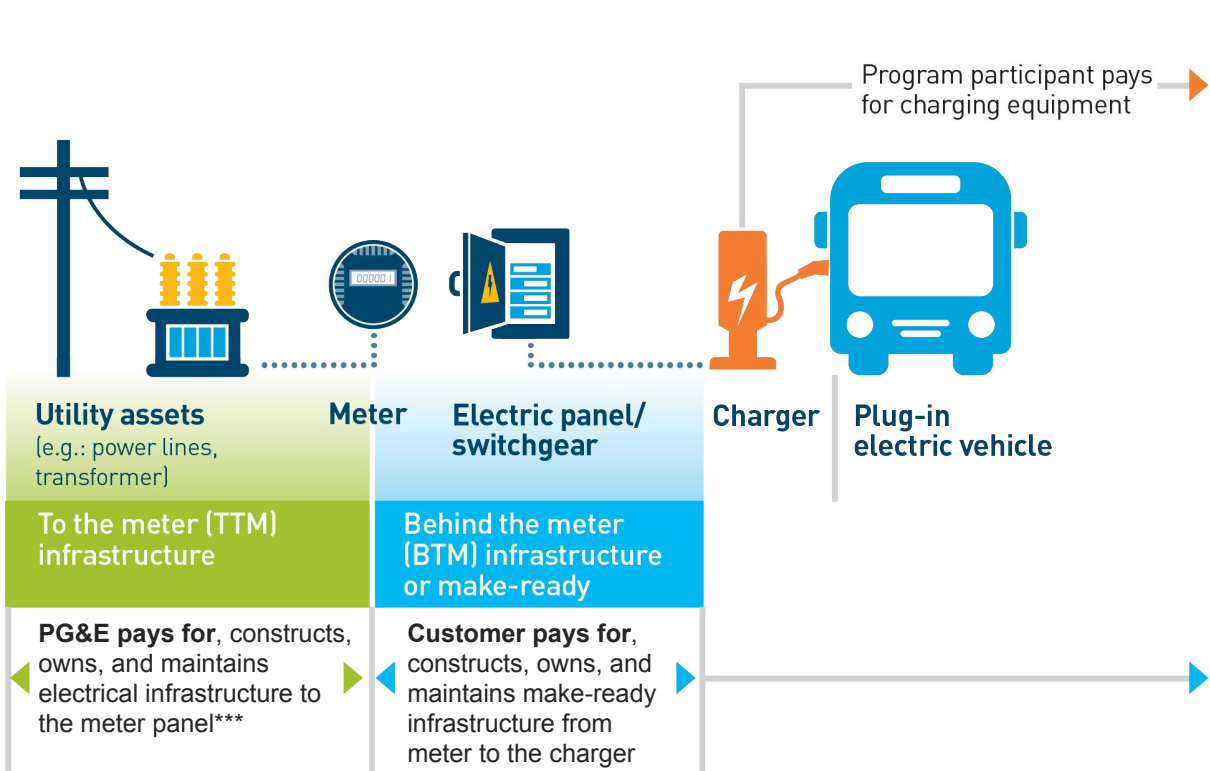 Program participant pays
for charging equipment
000001
Utility assets
(e.g.: power lines,
transformer)
Meter
Electric panel/
switchgear
Charger
Plug-in
electric vehicle
To the meter (TTM)
infrastructure
Behind the meter
(BTM) infrastructure
or make-ready
PG&E pays for, constructs,
owns, and maintains
electrical infrastructure to
the meter panel***
Customer pays for,
constructs, owns, and
maintains make-ready
infrastructure from
meter to the charger